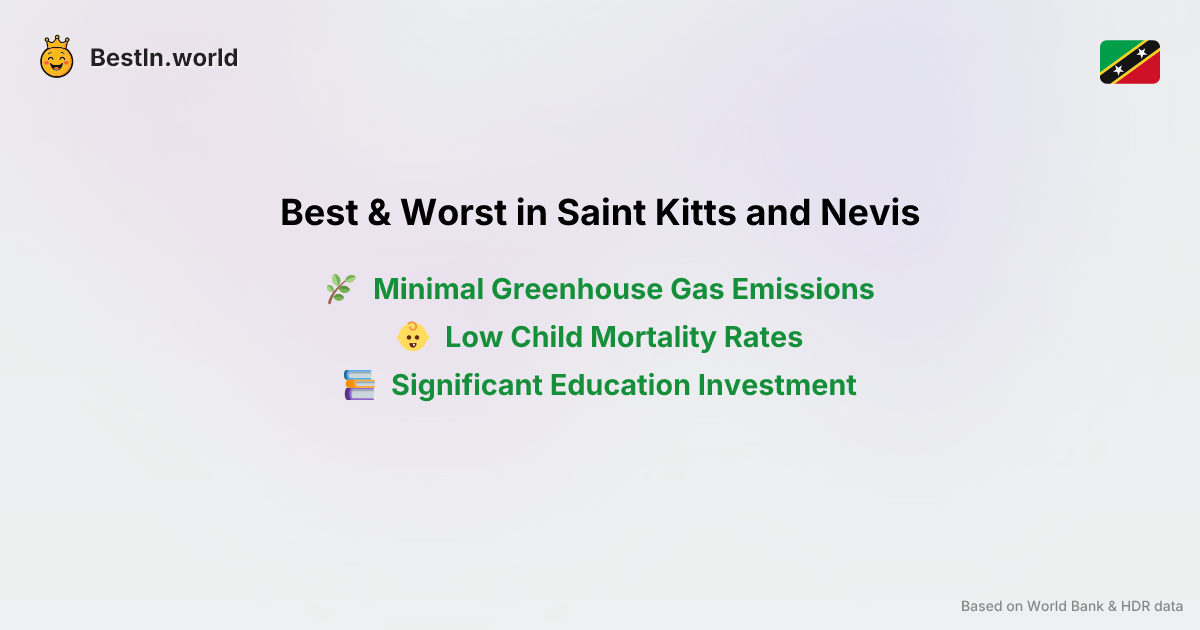 BestIn.world
Best & Worst in Saint Kitts and Nevis
Minimal Greenhouse Gas Emissions
Low Child Mortality Rates
Significant Education Investment
Based on World Bank & HDR data